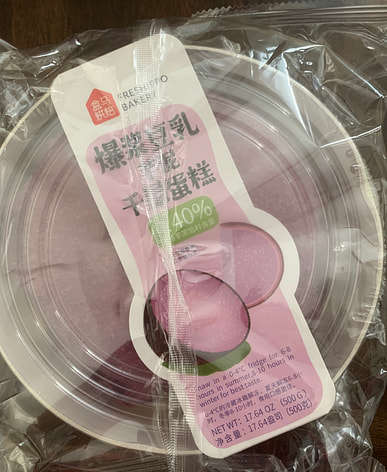 盒马
烘焙
FRESHIPPO
BAKERY
爆浆豆乳
千层蛋糕
40%
thaw in a 0-4℃ fridge for 6-8
hours in summer,8-10 hours in
winter for best taste.
NET WT: 17.64 OZ (500 G)
净含量: 17.64盎司 (500克)